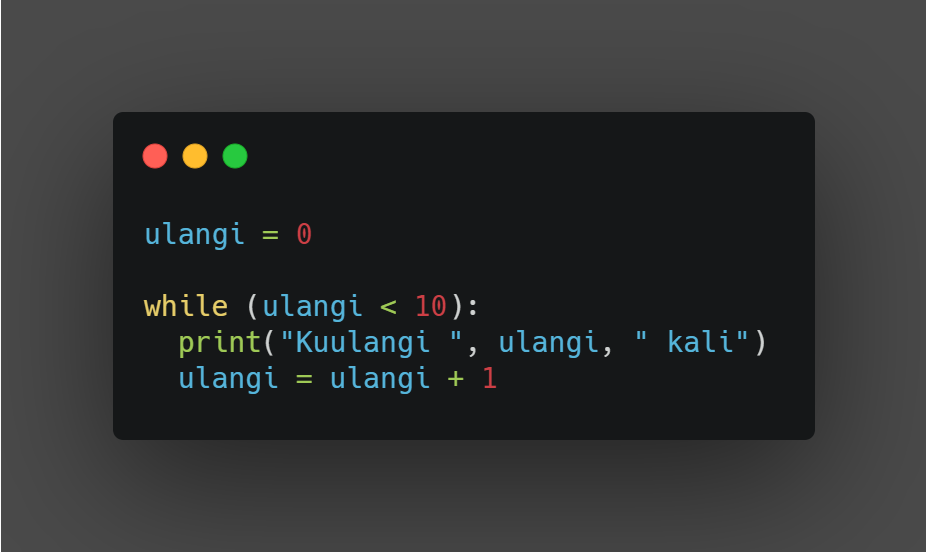 ulangi = 0
while (ulangi < 10):
  print("Kuulangi ", ulangi, " kali")
  ulangi = ulangi + 1